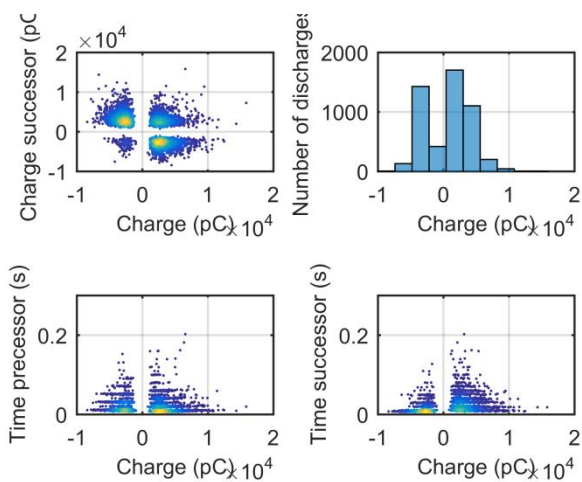 ×10⁴
Charge successor (pC
2
1
0
-1
-1 0 1 2
Charge (pC) ×10⁴
Number of discharges
2000
1000
0
-1 0 1 2
Charge (pC) ×10⁴
Time precessor (s)
0.2
0
-1 0 1 2
Charge (pC) ×10⁴
Time successor (s)
0.2
0
-1 0 1 2
Charge (pC) ×10⁴